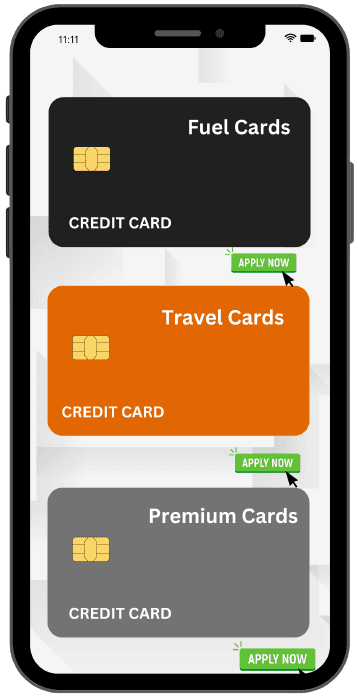 11:11
Fuel Cards
CREDIT CARD
APPLY NOW
Travel Cards
CREDIT CARD
APPLY NOW
Premium Cards
CREDIT CARD
APPLY NOW